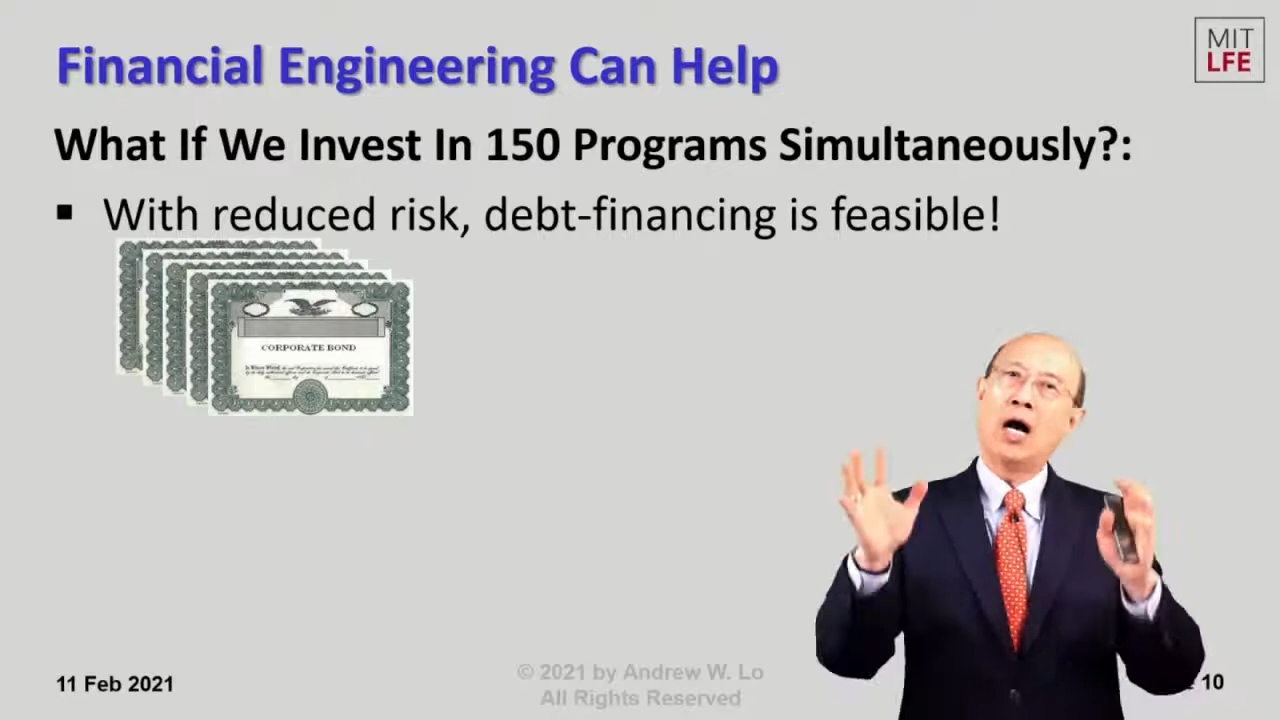 Financial Engineering Can Help
MIT
LFE
What If We Invest In 150 Programs Simultaneously?:
▪ With reduced risk, debt-financing is feasible!
CORPORATE BOND
11 Feb 2021
© 2021 by Andrew W. Lo
All Rights Reserved
10